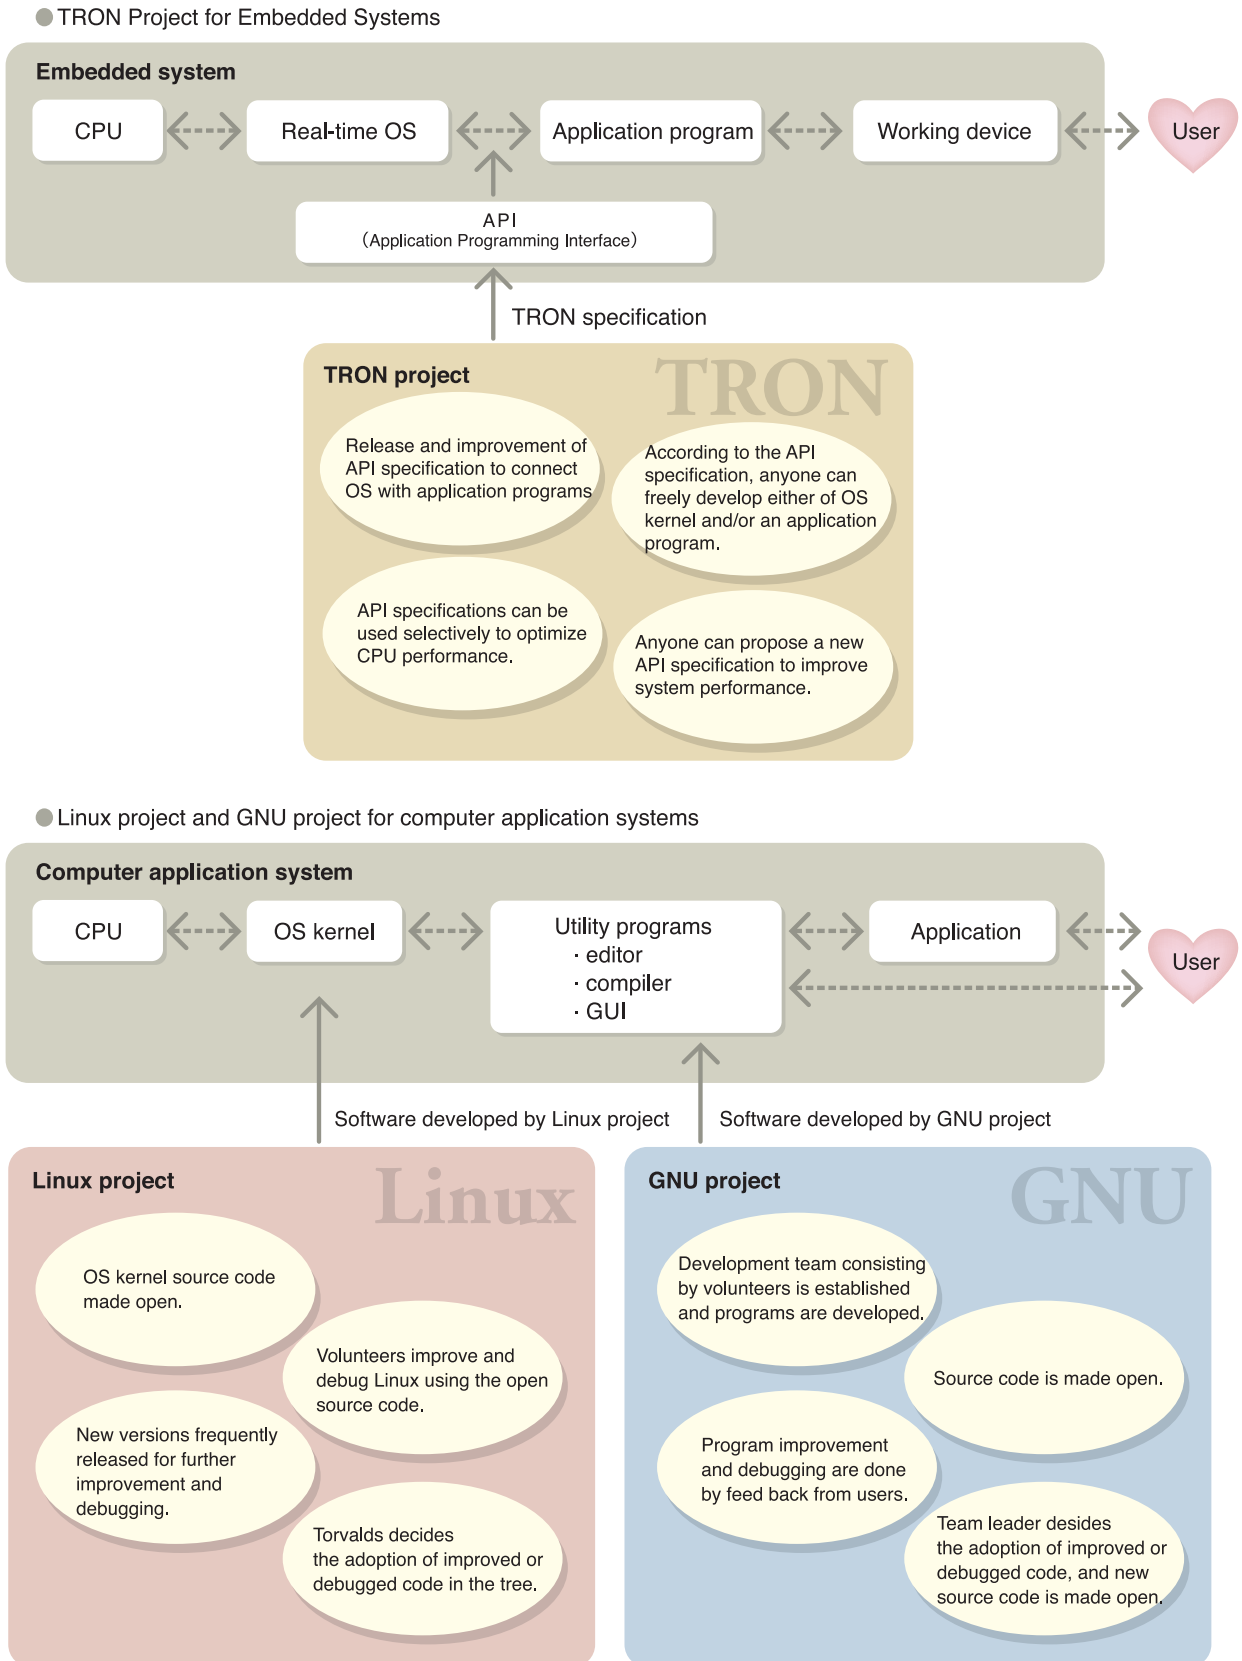 TRON Project for Embedded Systems
Embedded system
CPU
Real-time OS
Application program
Working device
User
API
(Application Programming Interface)
TRON specification
TRON project
TRON
Release and improvement of
API specification to connect
OS with application programs
According to the API
specification, anyone can
freely develop either of OS
kernel and/or an application
program.
API specifications can be
used selectively to optimize
CPU performance.
Anyone can propose a new
API specification to improve
system performance.
Linux project and GNU project for computer application systems
Computer application system
CPU
OS kernel
Utility programs
· editor
· compiler
· GUI
Application
User
Software developed by Linux project
Software developed by GNU project
Linux project
Linux
OS kernel source code
made open.
Volunteers improve and
debug Linux using the open
source code.
New versions frequently
released for further
improvement and
debugging.
Torvalds decides
the adoption of improved or
debugged code in the tree.
GNU project
GNU
Development team consisting
by volunteers is established
and programs are developed.
Source code is made open.
Program improvement
and debugging are done
by feed back from users.
Team leader desides
the adoption of improved or
debugged code, and new
source code is made open.